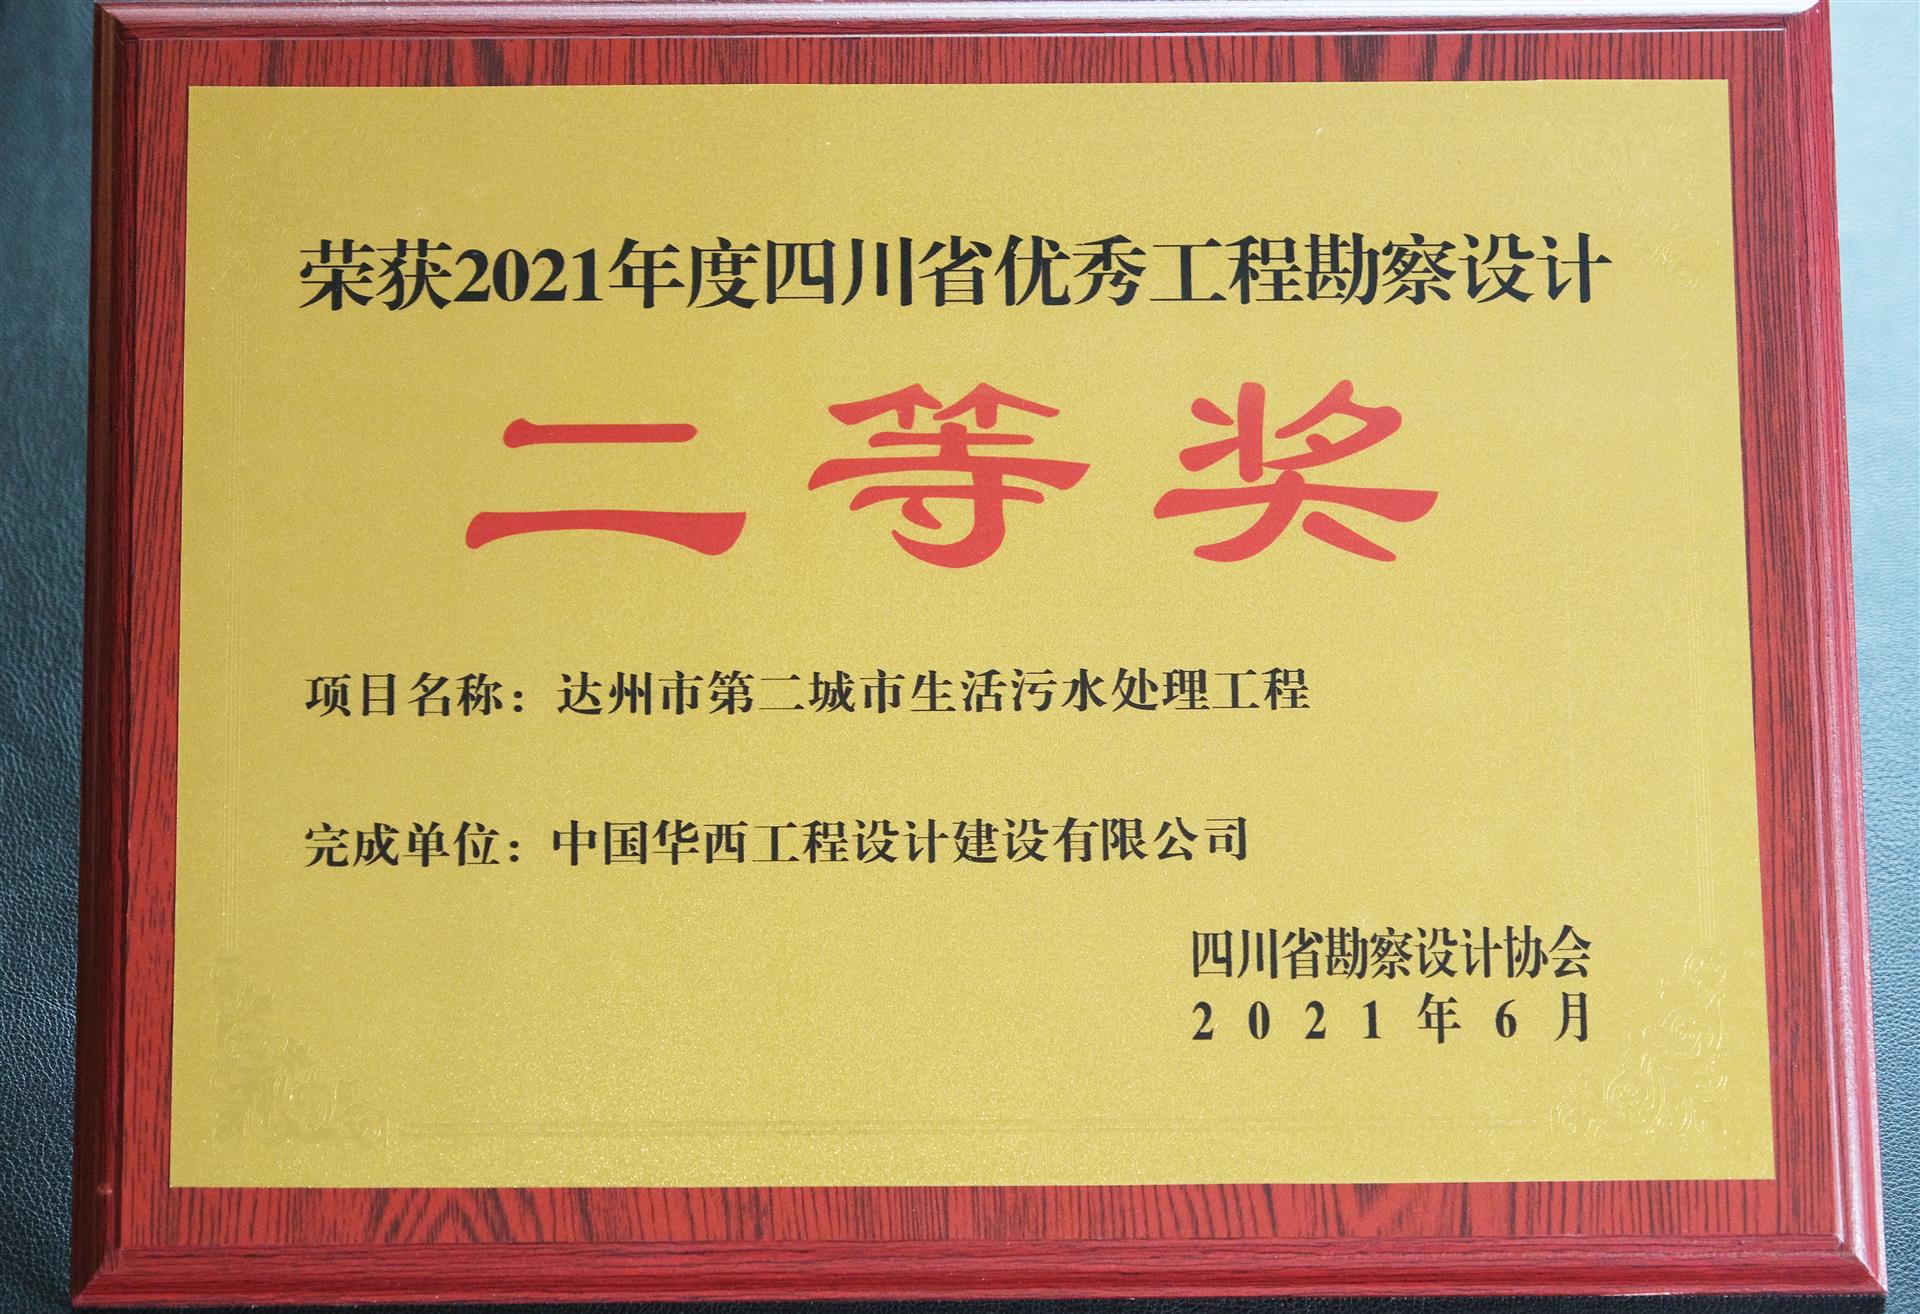 荣获2021年度四川省优秀工程勘察设计
二等奖
项目名称：达州市第二城市生活污水处理工程
完成单位：中国华西工程设计建设有限公司
四川省勘察设计协会
2021年6月